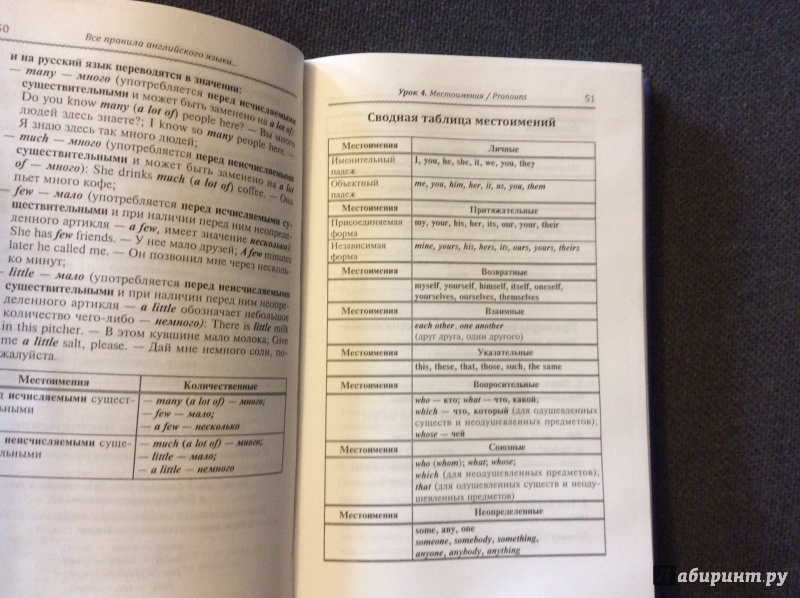 50
Все правила английского языка...
и на русский язык переводятся в значении:
— many — много (употребляется перед исчисляемыми
существительными и может быть заменено на a lot of):
Do you know many (a lot of) people here? — Вы много
людей здесь знаете?; I know so many people here. —
Я знаю здесь так много людей;
— much — много (употребляется перед неисчисляемыми
существительными и может быть заменено на a lot
of — много): She drinks much (a lot of) coffee. — Она
пьет много кофе;
— few — мало (употребляется перед исчисляемыми су-
ществительными и при наличии перед ним неопреде-
ленного артикля — a few, имеет значение несколько):
She has few friends. — У нее мало друзей; A few minutes
later he called me. — Он позвонил мне через несколь-
ко минут;
— little — мало (употребляется перед неисчисляемыми
существительными и при наличии перед ним неопре-
деленного артикля — a little обозначает небольшое
количество чего-либо — немного): There is little milk
in this pitcher. — В этом кувшине мало молока; Give
me a little salt, please. — Дай мне немного соли, по-
жалуйста.
Местоимения Количественные
исчисляемыми сущест-
льными
— many (a lot of) — много;
— few — мало;
— a few — несколько
неисчисляемыми суще-
льными
— much (a lot of) — много;
— little — мало;
— a little — немного
Урок 4. Местоимения / Pronouns 51
Сводная таблица местоимений
Местоимения Личные
Именительный
падеж
I, you, he, she, it, we, you, they
Объектный
падеж
me, you, him, her, it, us, you, them
Местоимения Притяжательные
Присоединяемая
форма
my, your, his, her, its, our, your, their
Независимая
форма
mine, yours, his, hers, its, ours, yours, theirs
Местоимения Возвратные
myself, yourself, himself, itself, oneself,
yourselves, ourselves, themselves
Местоимения Взаимные
each other, one another
(друг друга, один другого)
Местоимения Указательные
this, these, that, those, such, the same
Местоимения Вопросительные
who — кто; what — что, какой;
which — что, который (для одушевленных
существ и неодушевленных предметов);
whose — чей
Местоимения Союзные
who (whom); what; whose;
which (для неодушевленных предметов);
that (для одушевленных существ и неоду-
шевленных предметов)
Местоимения Неопределенные
some, any, one
someone, somebody, something,
anyone, anybody, anything
Лабиринт.ру